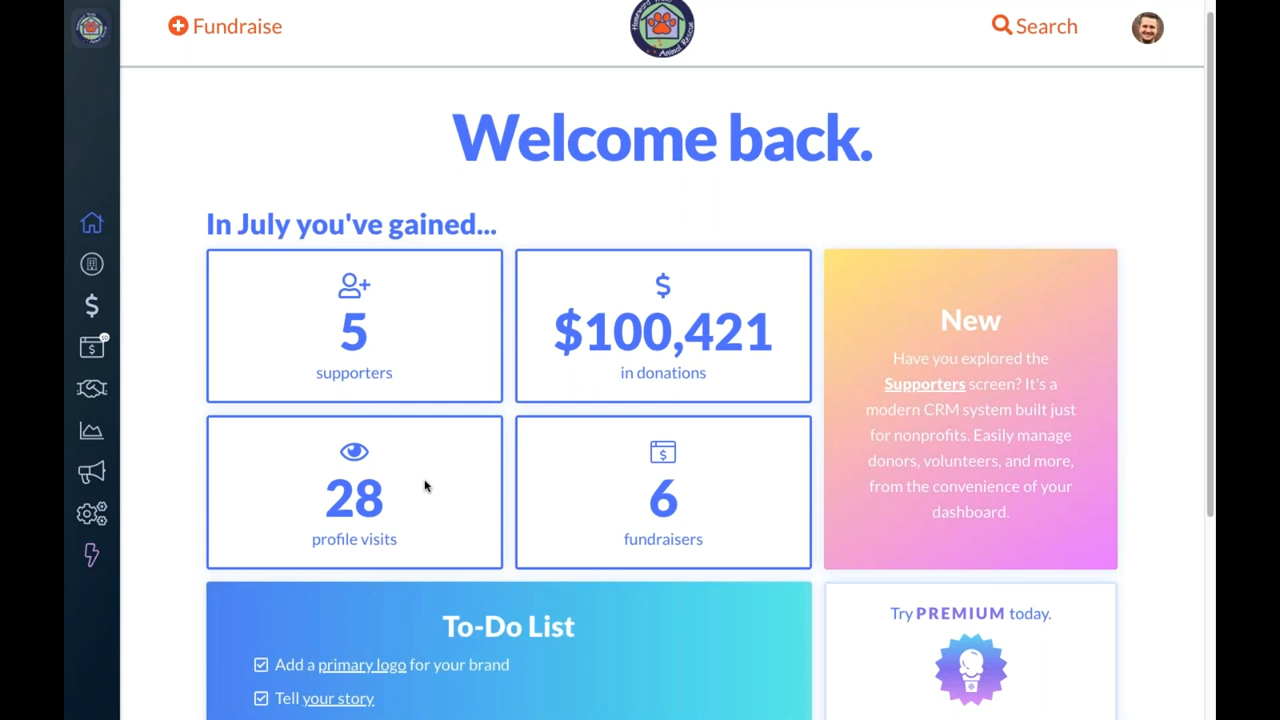 Fundraise
Animal Rescue
Search
Welcome back.
In July you've gained...
5
supporters
$100,421
in donations
28
profile visits
6
fundraisers
New
Have you explored the
Supporters screen? It's a
modern CRM system built just
for nonprofits. Easily manage
donors, volunteers, and more,
from the convenience of your
dashboard.
To-Do List
Add a primary logo for your brand
Tell your story
Try PREMIUM today.